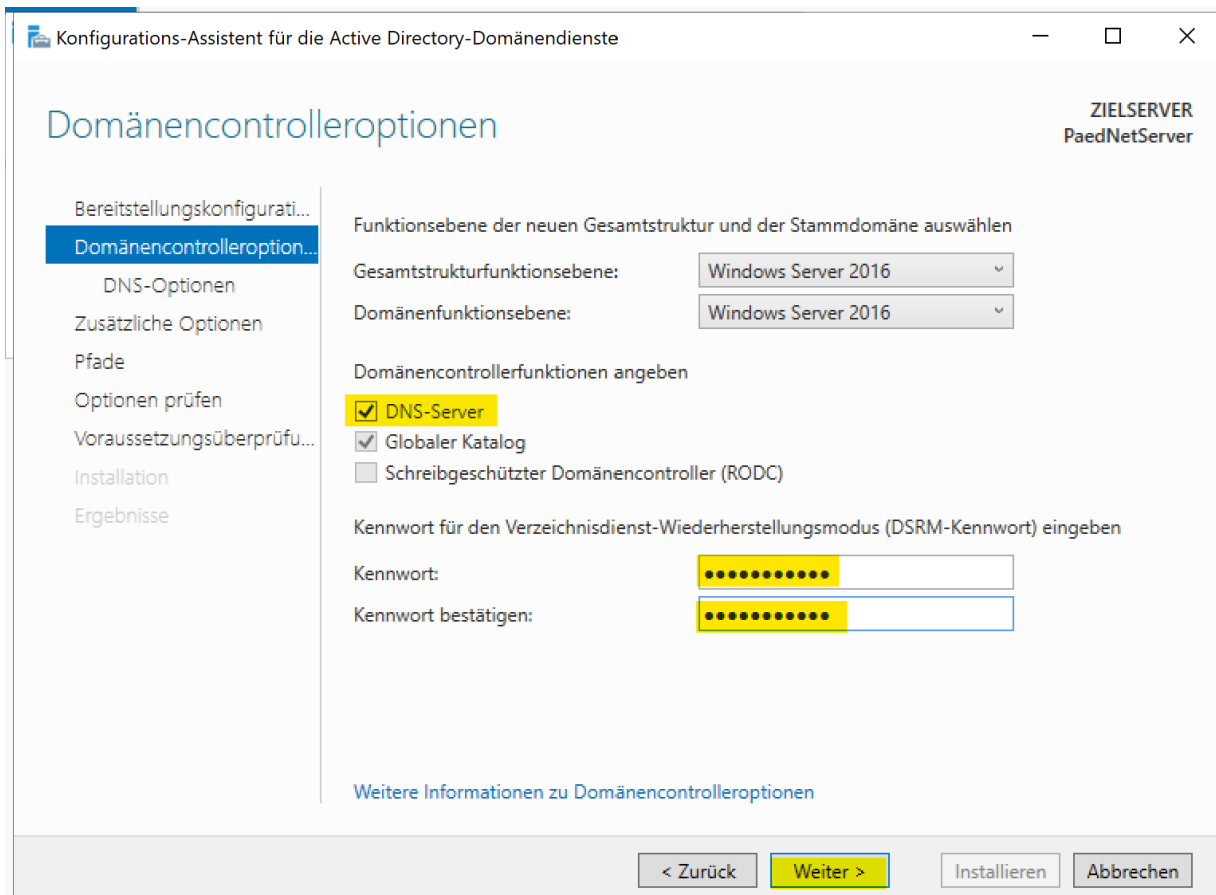 Konfigurations-Assistent für die Active Directory-Domänendienste
Domänencontrolleroptionen
ZIELSERVER
PaedNetServer
Bereitstellungskonfigurati...
Domänencontrolleroption...
DNS-Optionen
Zusätzliche Optionen
Pfade
Optionen prüfen
Voraussetzungsüberprüfu...
Installation
Ergebnisse
Funktionsebene der neuen Gesamtstruktur und der Stammdomäne auswählen
Gesamtstrukturfunktionsebene: Windows Server 2016
Domänenfunktionsebene: Windows Server 2016
Domänencontrollerfunktionen angeben
DNS-Server
Globaler Katalog
Schreibgeschützter Domänencontroller (RODC)
Kennwort für den Verzeichnisdienst-Wiederherstellungsmodus (DSRM-Kennwort) eingeben
Kennwort: •••••••••••
Kennwort bestätigen: •••••••••••
Weitere Informationen zu Domänencontrolleroptionen
< Zurück Weiter > Installieren Abbrechen